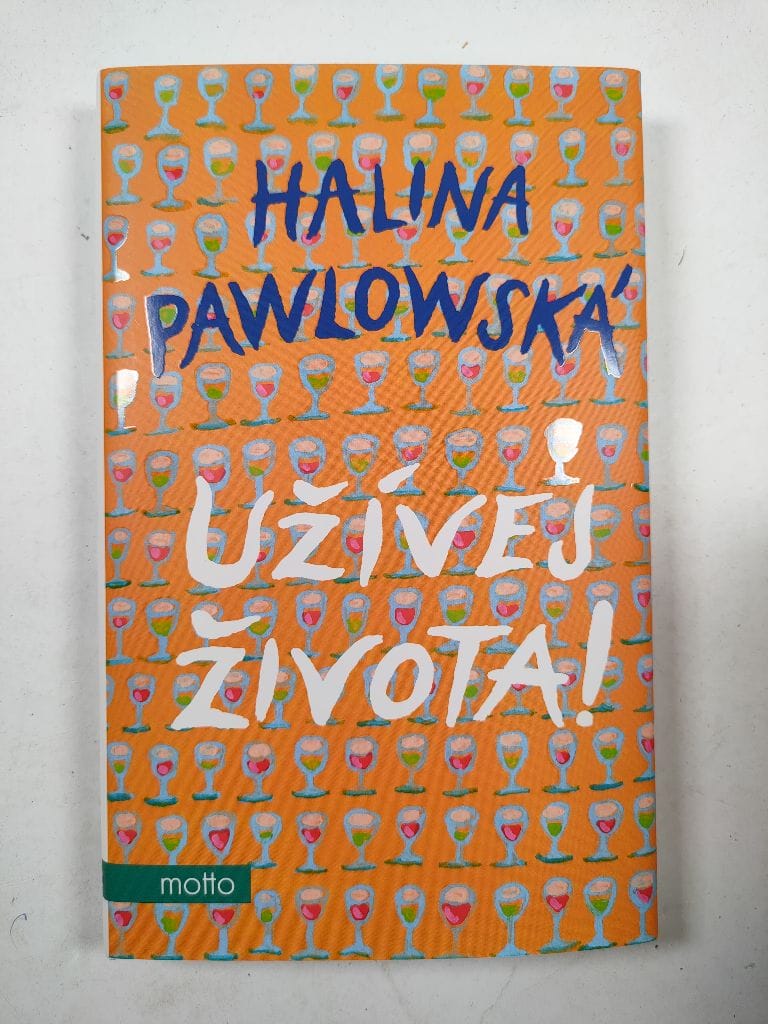 HALINA
PAWLOWSKÁ
UŽÍVEJ
ŽIVOTA!
motto